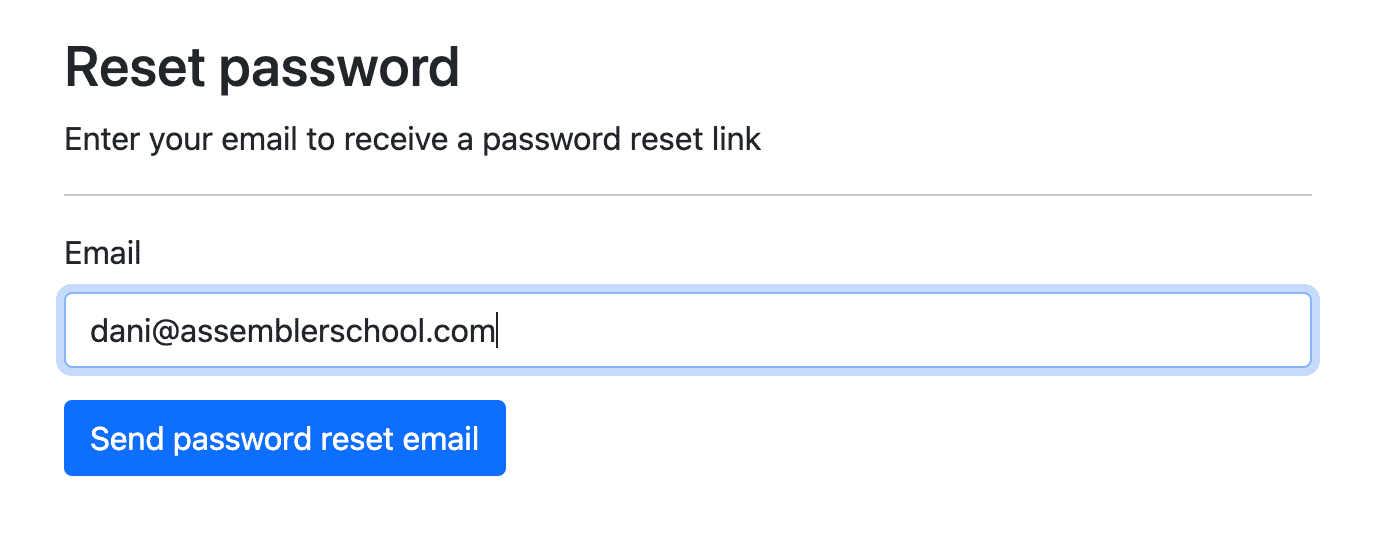 Reset password
Enter your email to receive a password reset link
Email
dani@assemblerschool.com
Send password reset email